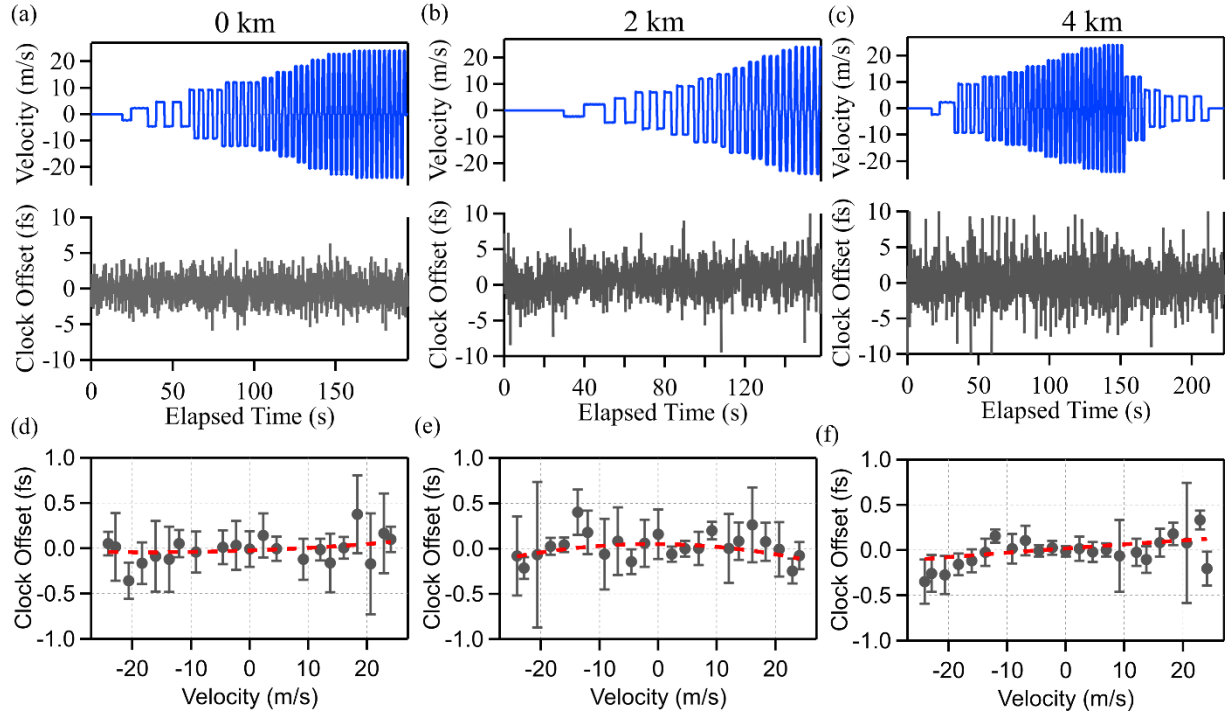 (a) 0 km (b) 2 km (c) 4 km
Velocity (m/s) 20 10 0 -10 -20
Velocity (m/s) 20 10 0 -10 -20
Velocity (m/s) 20 10 0 -10 -20
Clock Offset (fs) 10 5 0 -5 -10
Clock Offset (fs) 10 5 0 -5 -10
Clock Offset (fs) 10 5 0 -5 -10
0 50 100 150
0 40 80 120
0 50 100 150 200
Elapsed Time (s) Elapsed Time (s) Elapsed Time (s)
(d) (e) (f)
Clock Offset (fs) 1.0 0.5 0.0 -0.5 -1.0
Clock Offset (fs) 1.0 0.5 0.0 -0.5 -1.0
Clock Offset (fs) 1.0 0.5 0.0 -0.5 -1.0
-20 -10 0 10 20
-20 -10 0 10 20
-20 -10 0 10 20
Velocity (m/s) Velocity (m/s) Velocity (m/s)